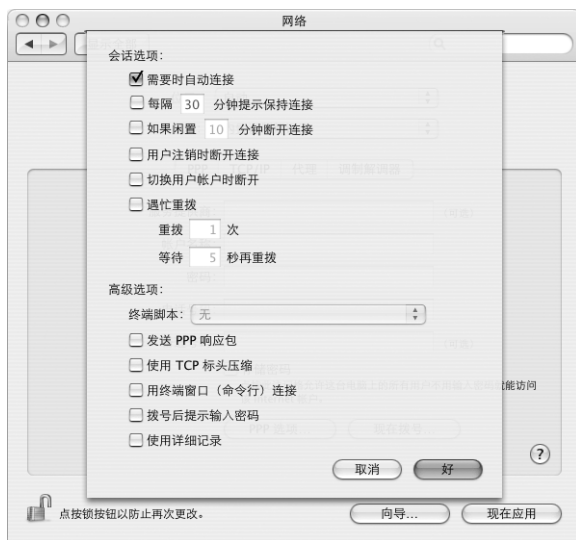 网络
会话选项：
需要时自动连接
每隔 30 分钟提示保持连接
如果闲置 10 分钟断开连接
用户注销时断开连接
切换用户帐户时断开
遇忙重拨
重拨 1 次
等待 5 秒再重拨
高级选项：
终端脚本： 无
发送 PPP 响应包
使用 TCP 标头压缩
用终端窗口（命令行）连接
能访问
拨号后提示输入密码
使用详细记录
取消 好
?
点按锁按钮以防止再次更改。 向导... 现在应用